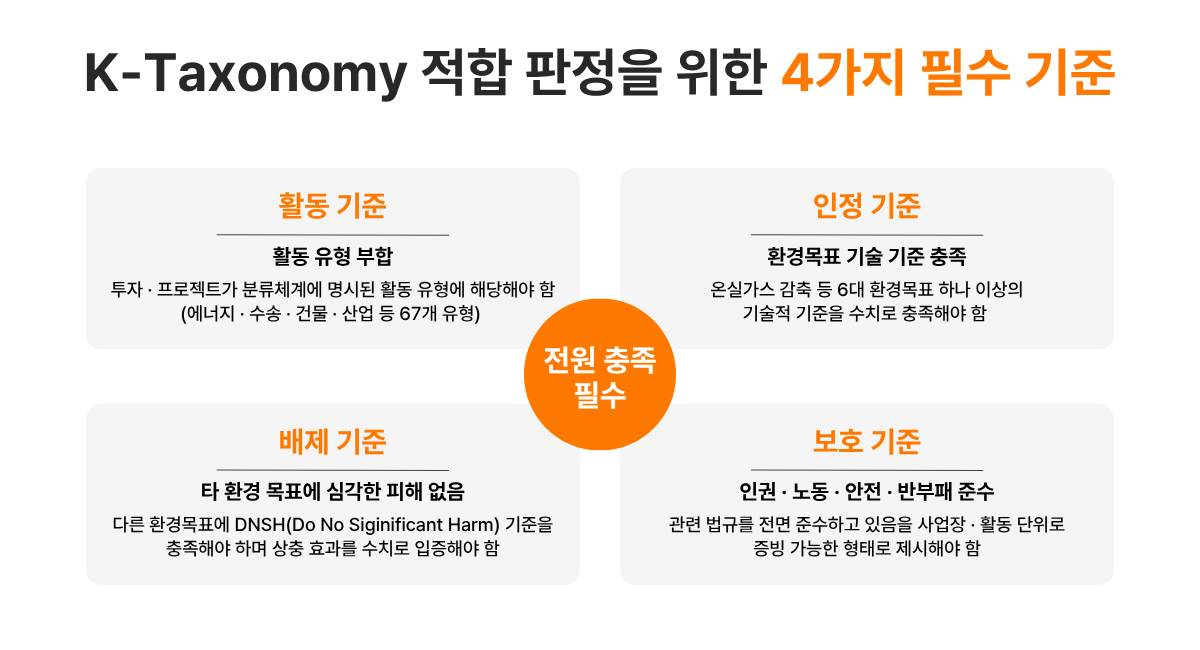 K-Taxonomy 적합 판정을 위한 4가지 필수 기준
활동 기준
활동 유형 부합
투자 · 프로젝트가 분류체계에 명시된 활동 유형에 해당해야 함
(에너지 · 수송 · 건물 · 산업 등 67개 유형)
인정 기준
환경목표 기술 기준 충족
온실가스 감축 등 6대 환경목표 하나 이상의
기술적 기준을 수치로 충족해야 함
전원 충족
필수
배제 기준
타 환경 목표에 심각한 피해 없음
다른 환경목표에 DNSH(Do No Siginificant Harm) 기준을
충족해야 하며 상충 효과를 수치로 입증해야 함
보호 기준
인권 · 노동 · 안전 · 반부패 준수
관련 법규를 전면 준수하고 있음을 사업장 · 활동 단위로
증빙 가능한 형태로 제시해야 함